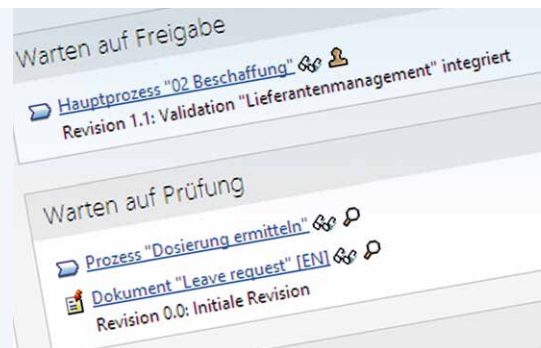 Warten auf Freigabe
Hauptprozess "02 Beschaffung"
Revision 1.1: Validation "Lieferantenmanagement" integriert
Warten auf Prüfung
Prozess "Dosierung ermitteln"
Dokument "Leave request" [EN]
Revision 0.0: Initiale Revision